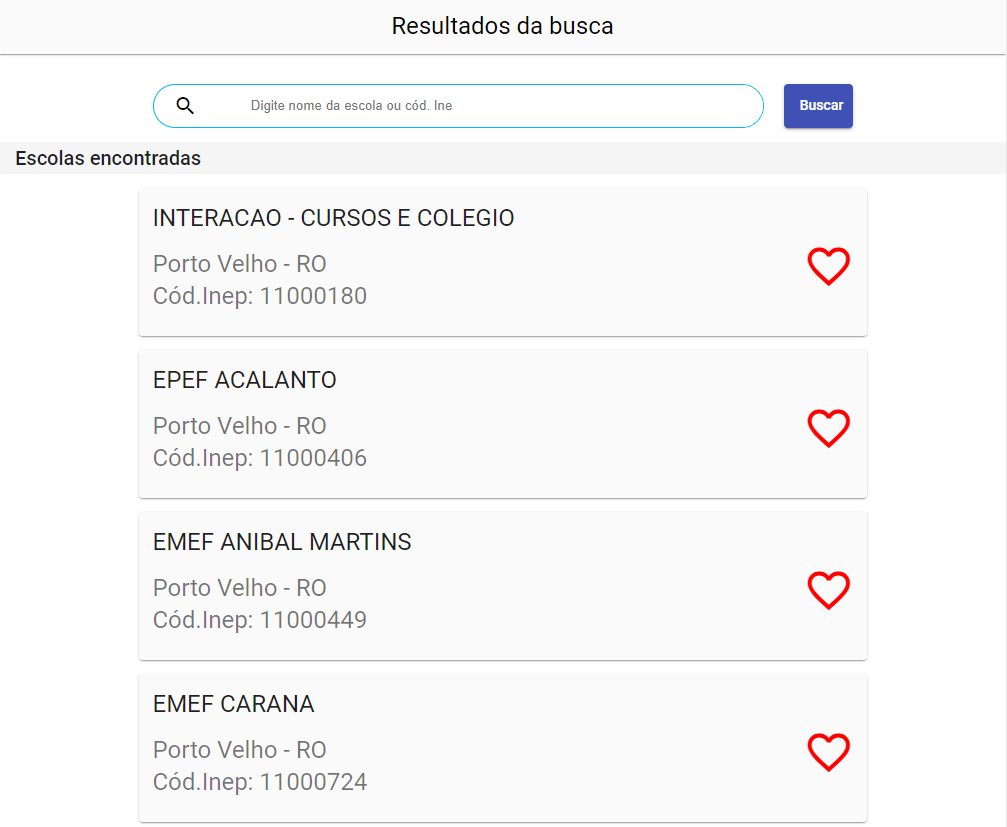 Resultados da busca
Digite nome da escola ou cód. Ine
Buscar
Escolas encontradas
INTERACAO - CURSOS E COLEGIO
Porto Velho - RO
Cód.Inep: 11000180
EPEF ACALANTO
Porto Velho - RO
Cód.Inep: 11000406
EMEF ANIBAL MARTINS
Porto Velho - RO
Cód.Inep: 11000449
EMEF CARANA
Porto Velho - RO
Cód.Inep: 11000724